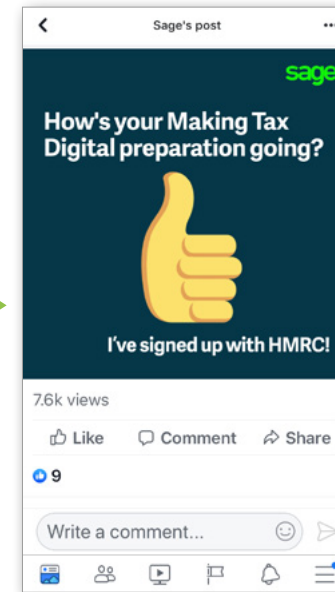 Sage's post
sage
How's your Making Tax
Digital preparation going?
I've signed up with HMRC!
7.6k views
Like Comment Share
9
Write a comment...